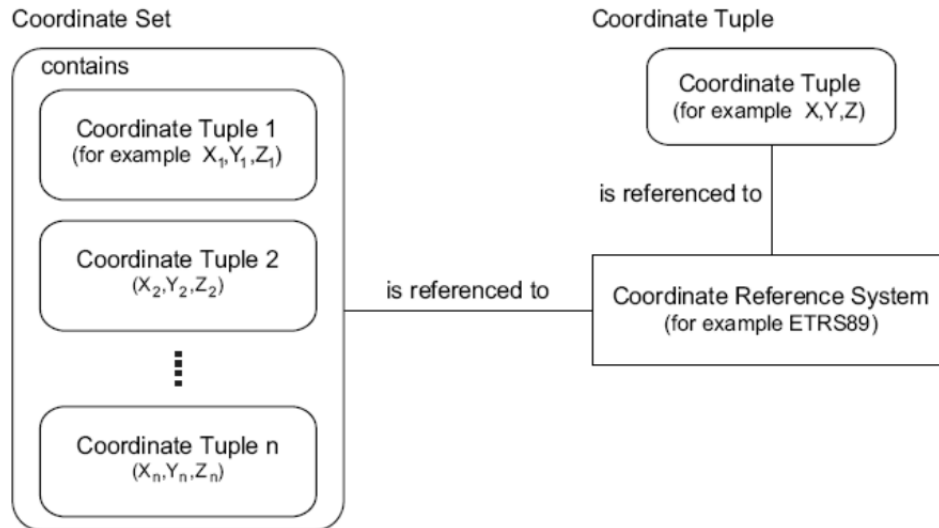 Coordinate Set
contains
Coordinate Tuple 1
(for example X₁,Y₁,Z₁)
Coordinate Tuple 2
(X₂,Y₂,Z₂)
Coordinate Tuple n
(Xₙ,Yₙ,Zₙ)
is referenced to
Coordinate Tuple
Coordinate Tuple
(for example X,Y,Z)
is referenced to
Coordinate Reference System
(for example ETRS89)